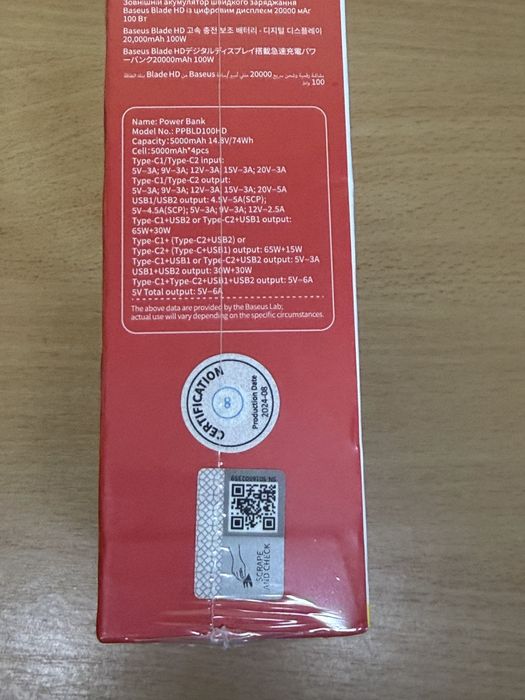 Зовнішній акумулятор швидкого заряджання
Baseus Blade HD із цифровим дисплеєм 20000 мАг
100 Вт
Baseus Blade HD 고속 충전 보조 배터리 - 디지털 디스플레이
20,000mAh 100W
Baseus Blade HDデジタルディスプレイ搭載急速充電パワ
ーバンク20000mAh 100W
Baseus من Blade HD بنك الطاقة
20000
100 واط
Name: Power Bank
Model No.: PPBLD100HD
Capacity:5000mAh 14.8V/74Wh
Cell:5000mAh*4pcs
Type-C1/Type-C2 input:
5V⎓3A; 9V⎓3A; 12V⎓3A; 15V⎓3A; 20V⎓3A
Type-C1/Type-C2 output:
5V⎓3A; 9V⎓3A; 12V⎓3A; 15V⎓3A; 20V⎓5A
USB1/USB2 output: 4.5V⎓5A(SCP);
5V⎓4.5A(SCP); 5V⎓3A; 9V⎓3A; 12V⎓2.5A
Type-C1+USB2 or Type-C2+USB1 output:
65W+30W
Type-C1+ (Type-C2+USB2) or
Type-C2+ (Type-C+USB1) output: 65W+15W
Type-C1+USB1 or Type-C2+USB2 output: 5V⎓3A
USB1+USB2 output: 30W+30W
Type-C1+Type-C2+USB1+USB2 output: 5V⎓6A
5V Total output: 5V⎓6A
The above data are provided by the Baseus Lab;
actual use will vary depending on the specific circumstances.
CERTIFICATION
8
Production Date
2024-08
SCRAPE
AND CHECK